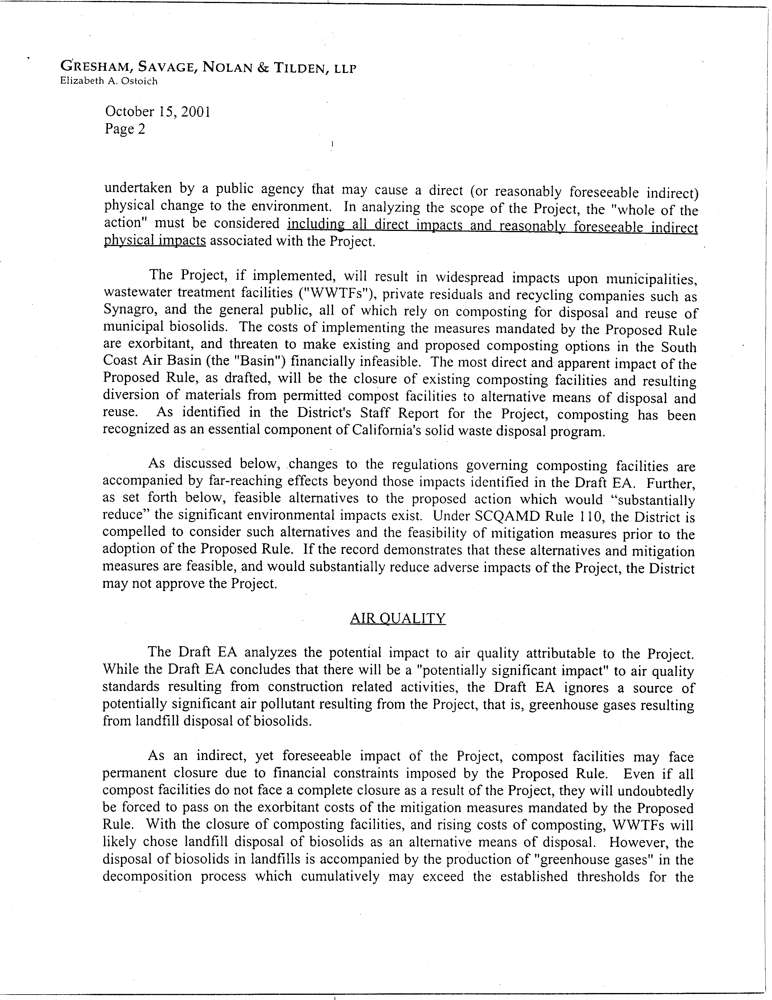 GRESHAM, SAVAGE, NOLAN & TILDEN, LLP
Elizabeth A. Ostoich
October 15, 2001
Page 2
undertaken by a public agency that may cause a direct (or reasonably foreseeable indirect)
physical change to the environment. In analyzing the scope of the Project, the "whole of the
action" must be considered including all direct impacts and reasonably foreseeable indirect
physical impacts associated with the Project.
The Project, if implemented, will result in widespread impacts upon municipalities,
wastewater treatment facilities ("WWTFs"), private residuals and recycling companies such as
Synagro, and the general public, all of which rely on composting for disposal and reuse of
municipal biosolids. The costs of implementing the measures mandated by the Proposed Rule
are exorbitant, and threaten to make existing and proposed composting options in the South
Coast Air Basin (the "Basin") financially infeasible. The most direct and apparent impact of the
Proposed Rule, as drafted, will be the closure of existing composting facilities and resulting
diversion of materials from permitted compost facilities to alternative means of disposal and
reuse. As identified in the District's Staff Report for the Project, composting has been
recognized as an essential component of California's solid waste disposal program.
As discussed below, changes to the regulations governing composting facilities are
accompanied by far-reaching effects beyond those impacts identified in the Draft EA. Further,
as set forth below, feasible alternatives to the proposed action which would “substantially
reduce” the significant environmental impacts exist. Under SCQAMD Rule 110, the District is
compelled to consider such alternatives and the feasibility of mitigation measures prior to the
adoption of the Proposed Rule. If the record demonstrates that these alternatives and mitigation
measures are feasible, and would substantially reduce adverse impacts of the Project, the District
may not approve the Project.
AIR QUALITY
The Draft EA analyzes the potential impact to air quality attributable to the Project.
While the Draft EA concludes that there will be a "potentially significant impact" to air quality
standards resulting from construction related activities, the Draft EA ignores a source of
potentially significant air pollutant resulting from the Project, that is, greenhouse gases resulting
from landfill disposal of biosolids.
As an indirect, yet foreseeable impact of the Project, compost facilities may face
permanent closure due to financial constraints imposed by the Proposed Rule. Even if all
compost facilities do not face a complete closure as a result of the Project, they will undoubtedly
be forced to pass on the exorbitant costs of the mitigation measures mandated by the Proposed
Rule. With the closure of composting facilities, and rising costs of composting, WWTFs will
likely chose landfill disposal of biosolids as an alternative means of disposal. However, the
disposal of biosolids in landfills is accompanied by the production of "greenhouse gases" in the
decomposition process which cumulatively may exceed the established thresholds for the